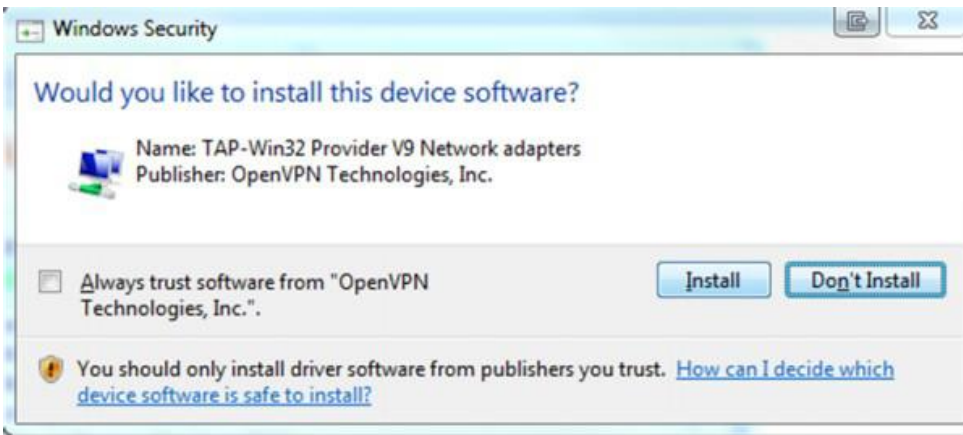 Windows Security
Would you like to install this device software?
Name: TAP-Win32 Provider V9 Network adapters
Publisher: OpenVPN Technologies, Inc.
Always trust software from "OpenVPN
Technologies, Inc.".
Install
Don't Install
You should only install driver software from publishers you trust. How can I decide which
device software is safe to install?